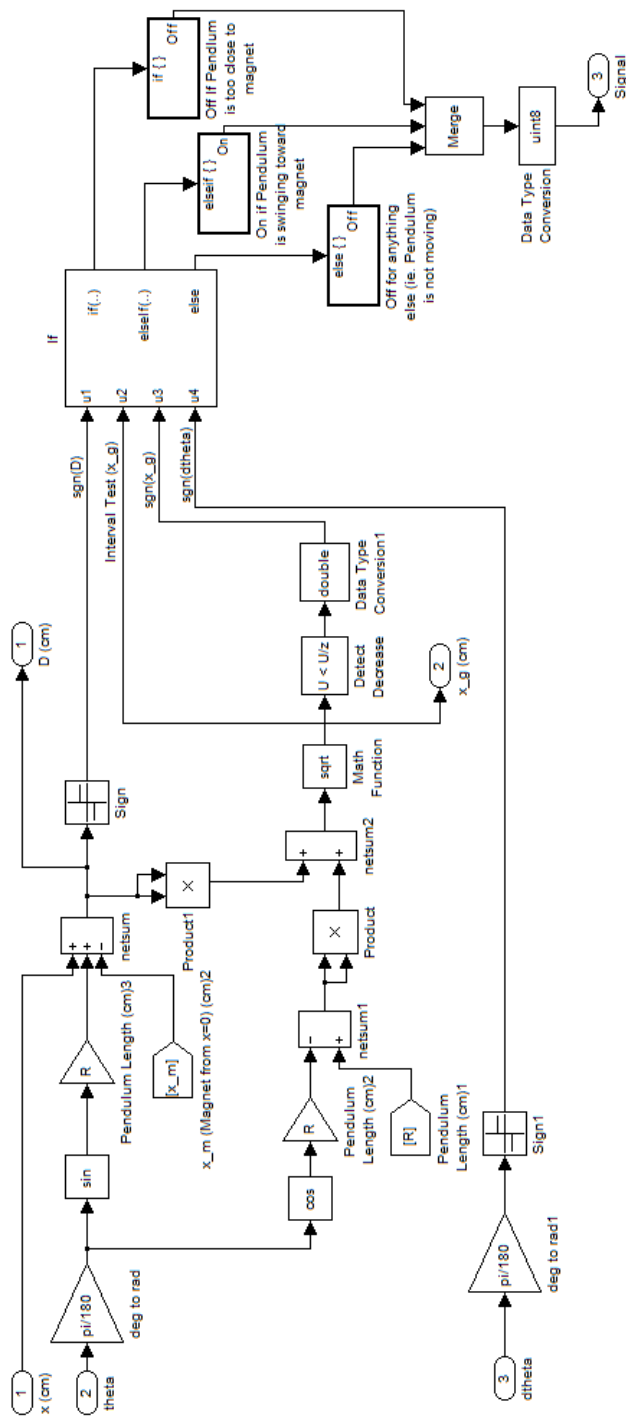 1
x (cm)
2
theta
pi/180
deg to rad
sin
R
Pendulum Length (cm)3
[x_m]
x_m (Magnet from x=0) (cm)2
+
+
-
netsum
Sign
1
D (cm)
×
Product1
cos
R
Pendulum
Length (cm)2
[R]
Pendulum
Length (cm)1
-
+
netsum1
×
Product
+
+
netsum2
sqrt
Math
Function
2
x_g (cm)
U < U/z
Detect
Decrease
double
Data Type
Conversion1
3
dtheta
pi/180
deg to rad1
Sign1
sgn(D)
Interval Test (x_g)
sgn(x_g)
sgn(dtheta)
If
u1
u2
u3
u4
if(..)
elseIf(..)
else
if { }
Off
Off If Pendlum
is too close to
magnet
elseif { }
On
On if Pendulum
is swinging toward
magnet
else { }
Off
Off for anything
else (ie. Pendulum
is not moving)
Merge
uint8
Data Type
Conversion
3
Signal